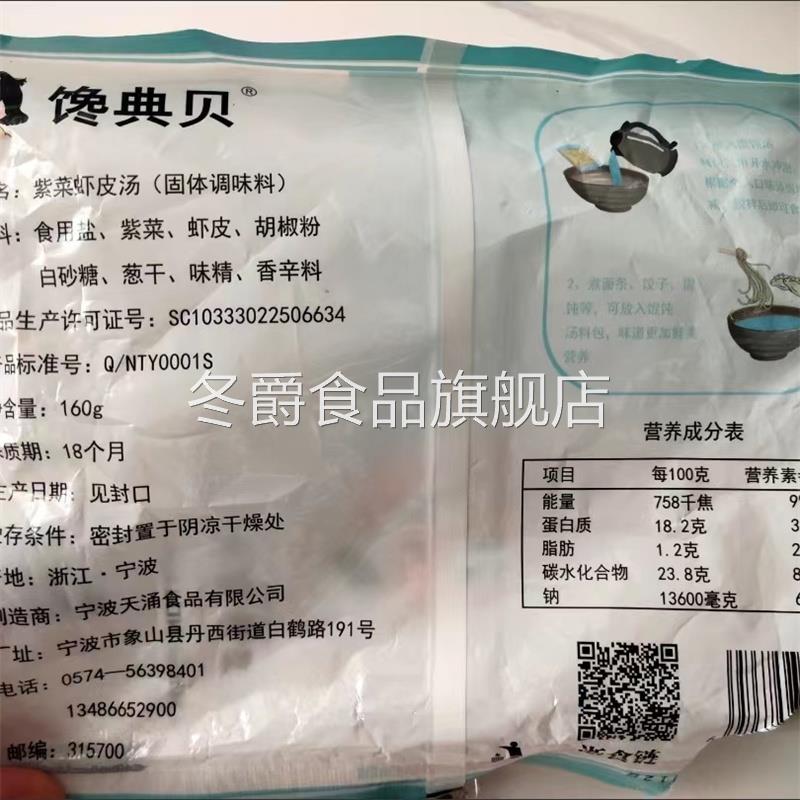 馋典贝®
名：紫菜虾皮汤（固体调味料）
料：食用盐、紫菜、虾皮、胡椒粉
白砂糖、葱干、味精、香辛料
品生产许可证号：SC10333022506634
产品标准号：Q/NTY0001S
净含量：160g
保质期：18个月
生产日期：见封口
贮存条件：密封置于阴凉干燥处
产地：浙江·宁波
制造商：宁波天涌食品有限公司
厂址：宁波市象山县丹西街道白鹤路191号
电话：0574—56398401
13486652900
邮编：315700
冬爵食品旗舰店
2、煮面条、饺子、馄
饨等，可放入馄饨
汤料包，味道更加鲜美
营养
营养成分表
项目 每100克 营养素
能量 758千焦 9%
蛋白质 18.2克 3
脂肪 1.2克 2
碳水化合物 23.8克 8
钠 13600毫克 6